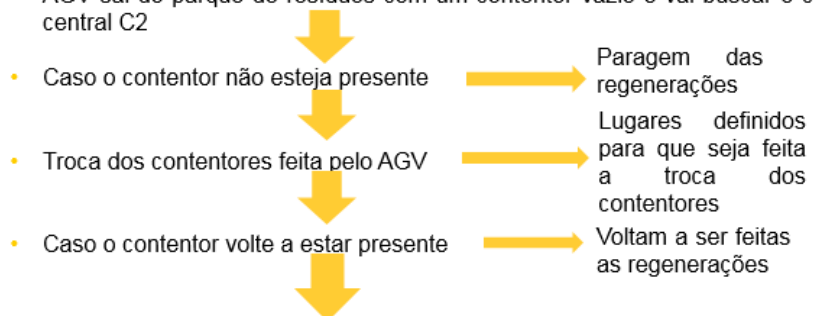 central C2
• Caso o contentor não esteja presente
Paragem das
regenerações
• Troca dos contentores feita pelo AGV
Lugares definidos
para que seja feita
a troca dos
contentores
• Caso o contentor volte a estar presente
Voltam a ser feitas
as regenerações